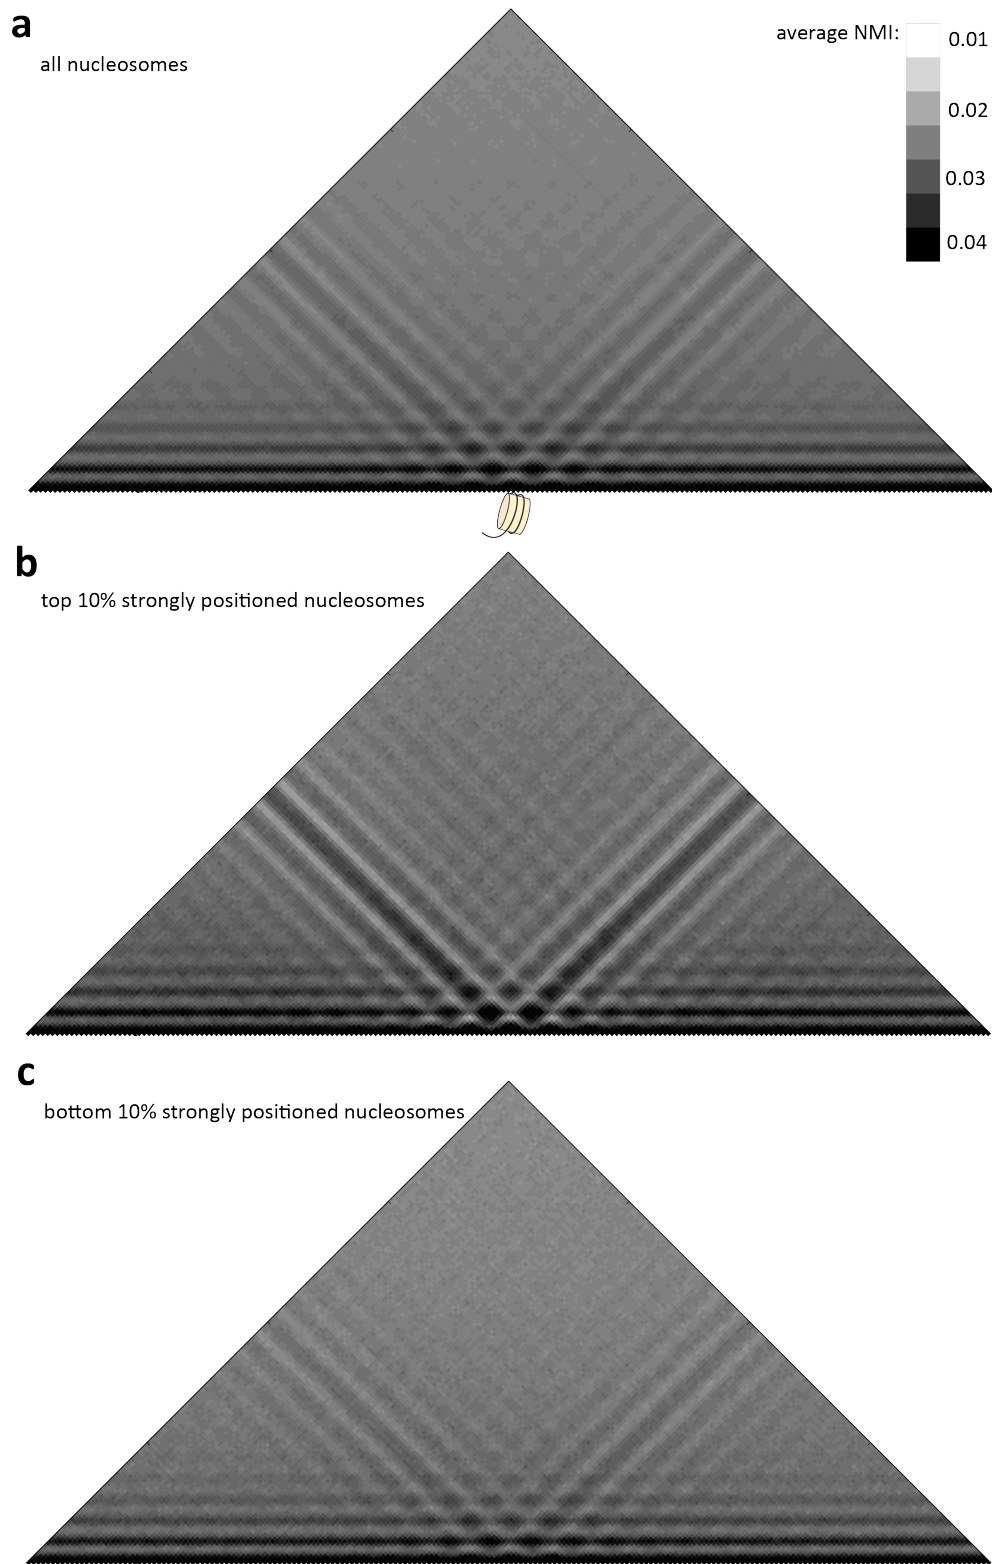 a
all nucleosomes
average NMI:
0.01
0.02
0.03
0.04
b
top 10% strongly positioned nucleosomes
c
bottom 10% strongly positioned nucleosomes